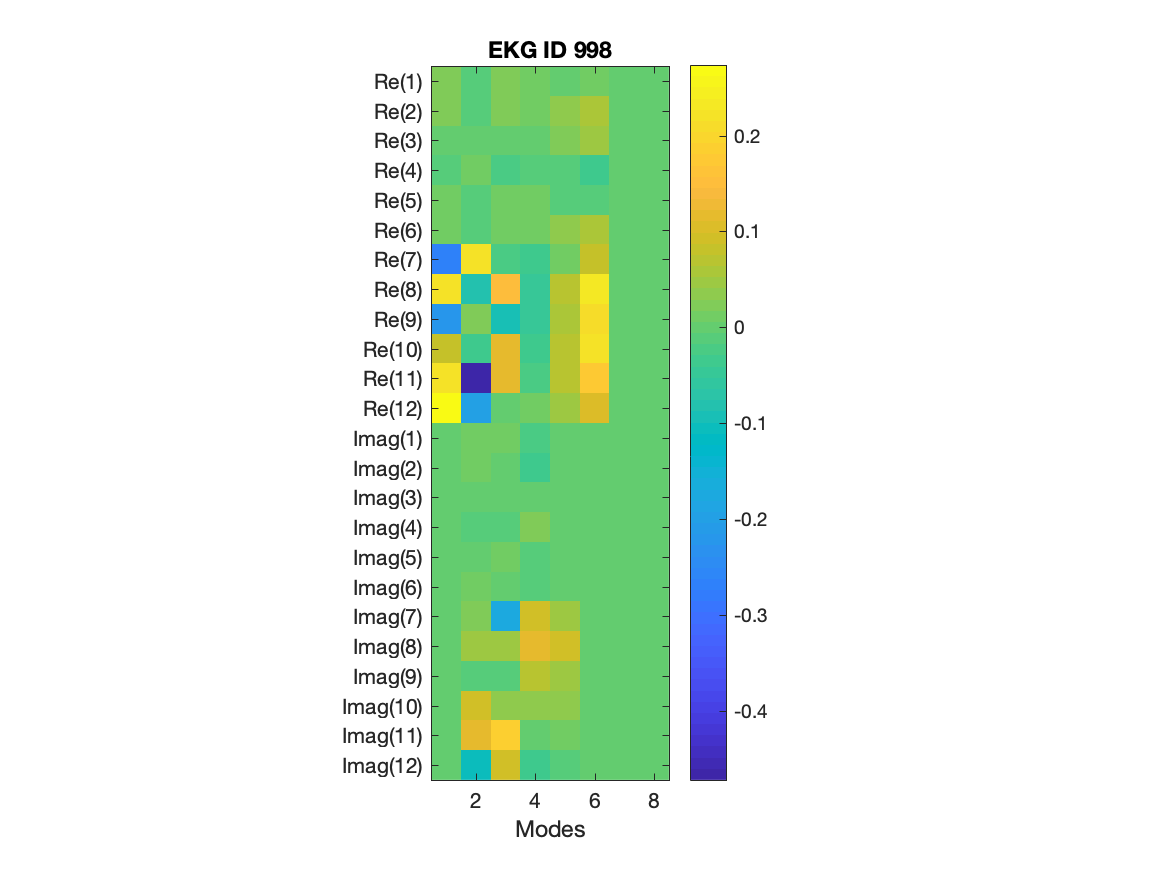 EKG ID 998
Re(1)
Re(2)
Re(3)
Re(4)
Re(5)
Re(6)
Re(7)
Re(8)
Re(9)
Re(10)
Re(11)
Re(12)
Imag(1)
Imag(2)
Imag(3)
Imag(4)
Imag(5)
Imag(6)
Imag(7)
Imag(8)
Imag(9)
Imag(10)
Imag(11)
Imag(12)
2 4 6 8
Modes
0.2
0.1
0
-0.1
-0.2
-0.3
-0.4